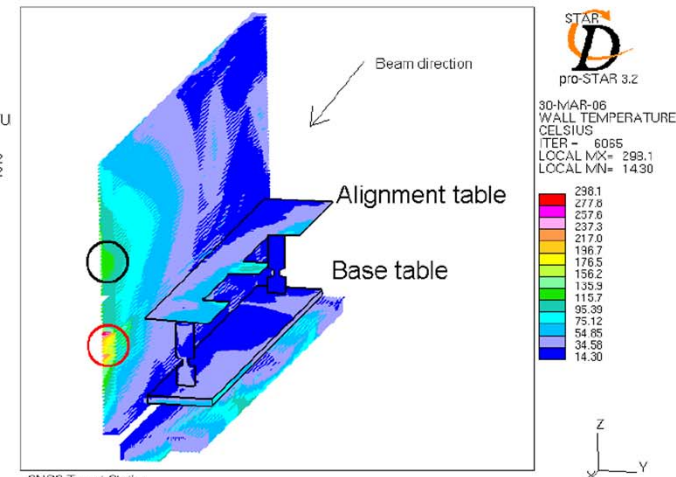 STAR
CD
pro-STAR 3.2
Beam direction
30-MAR-06
WALL TEMPERATURE
CELSIUS
ITER = 6065
LOCAL MX= 298.1
LOCAL MN= 14.30
Alignment table
Base table
298.1
277.8
257.6
237.3
217.0
196.7
176.5
156.2
135.9
115.7
95.39
75.12
54.85
34.58
14.30
Z
Y
X